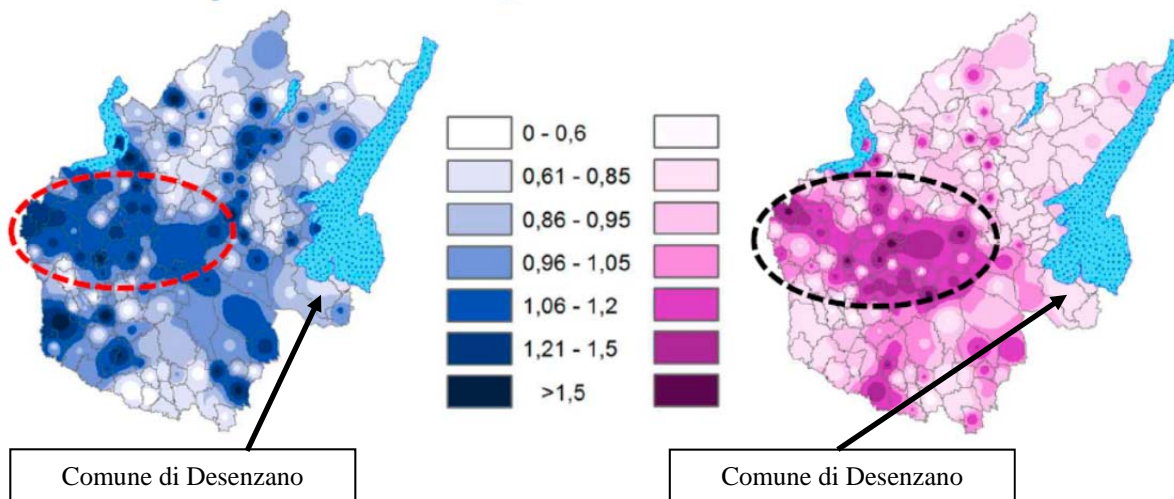 0 - 0,6
0,61 - 0,85
0,86 - 0,95
0,96 - 1,05
1,06 - 1,2
1,21 - 1,5
>1,5
Comune di Desenzano
Comune di Desenzano